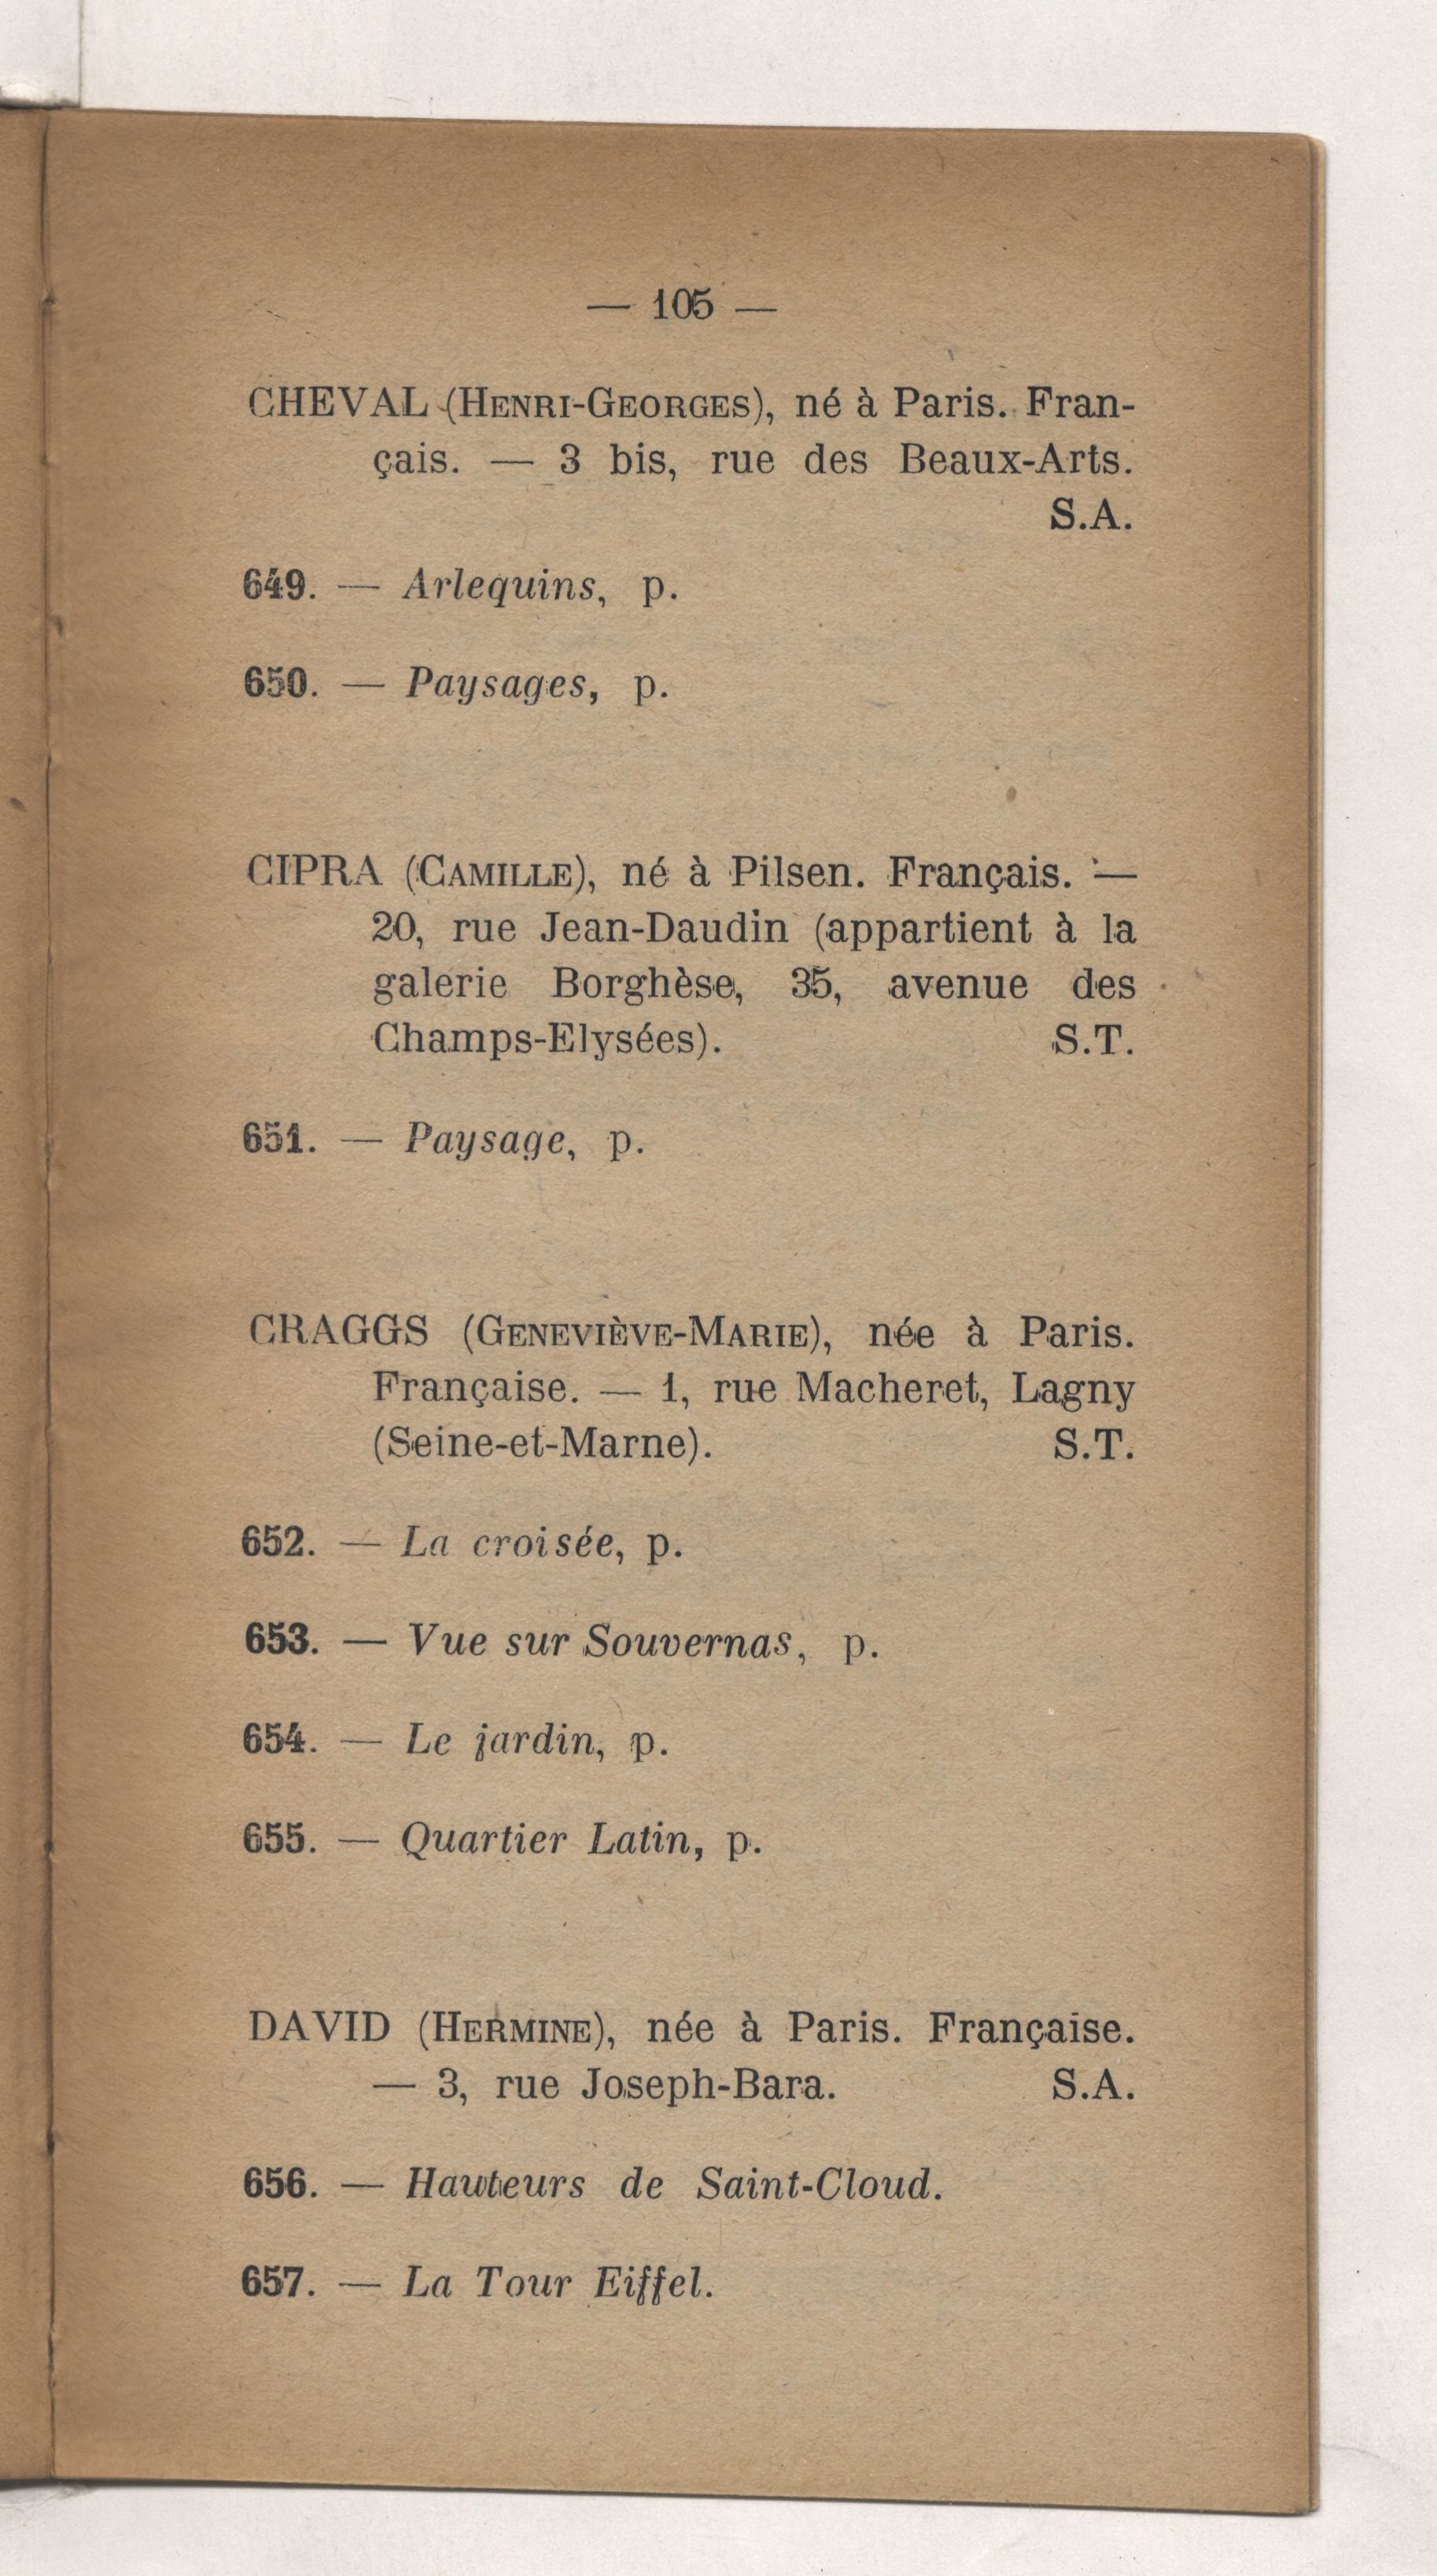 — 105 —
CHEVAL (HENRI-GEORGES), né à Paris. Fran-
çais. — 3 bis, rue des Beaux-Arts.
S.A.
649. — Arlequins, p.
650. — Paysages, p.
CIPRA (CAMILLE), né à Pilsen. Français. —
20, rue Jean-Daudin (appartient à la
galerie Borghèse, 35, avenue des
Champs-Elysées). S.T.
651. — Paysage, p.
CRAGGS (GENEVIÈVE-MARIE), née à Paris.
Française. — 1, rue Macheret, Lagny
(Seine-et-Marne). S.T.
652. — La croisée, p.
653. — Vue sur Souvernas, p.
654. — Le jardin, p.
655. — Quartier Latin, p.
DAVID (HERMINE), née à Paris. Française.
— 3, rue Joseph-Bara. S.A.
656. — Hauteurs de Saint-Cloud.
657. — La Tour Eiffel.